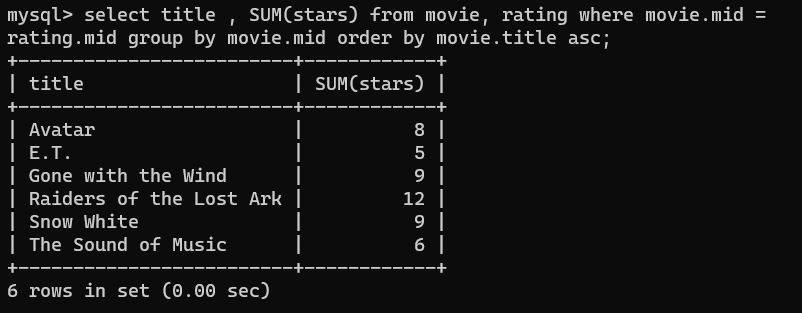 mysql> select title , SUM(stars) from movie, rating where movie.mid =
rating.mid group by movie.mid order by movie.title asc;
+-------------------------+------------+
| title                   | SUM(stars) |
+-------------------------+------------+
| Avatar                  |          8 |
| E.T.                    |          5 |
| Gone with the Wind      |          9 |
| Raiders of the Lost Ark |         12 |
| Snow White              |          9 |
| The Sound of Music      |          6 |
+-------------------------+------------+
6 rows in set (0.00 sec)